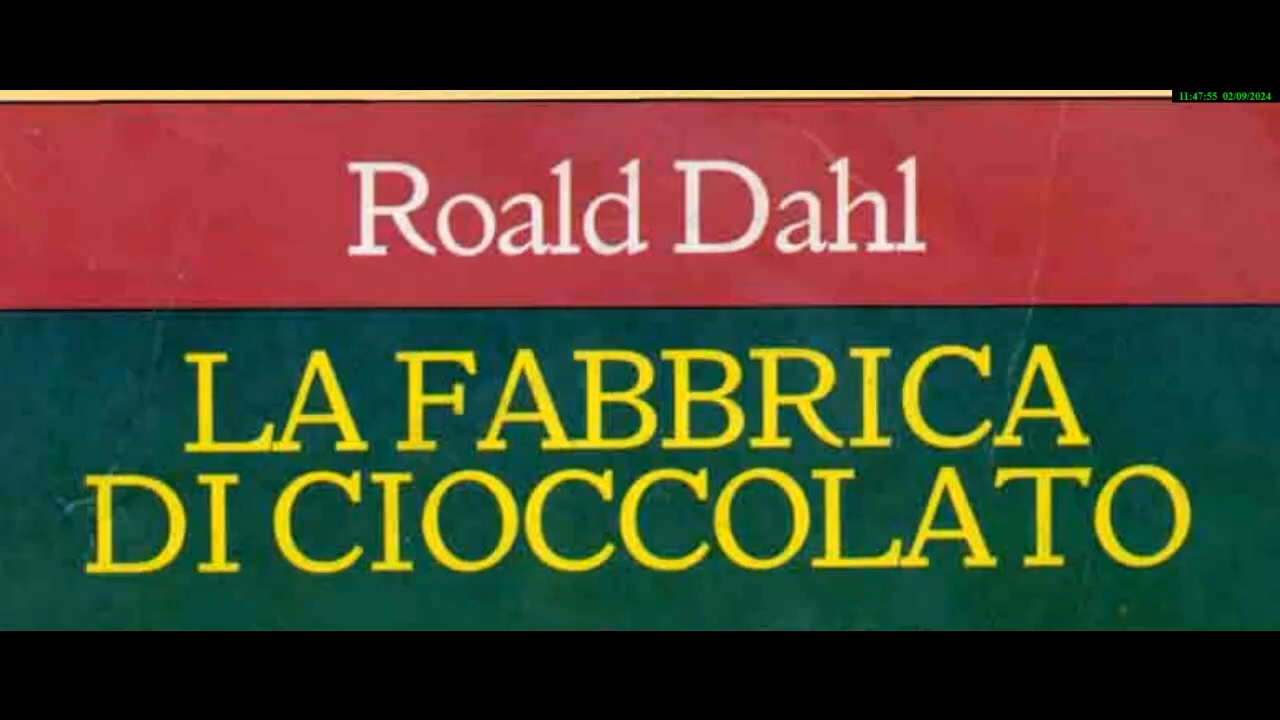 11:47:55 02/09/2024
Roald Dahl
LA FABBRICA
DI CIOCCOLATO